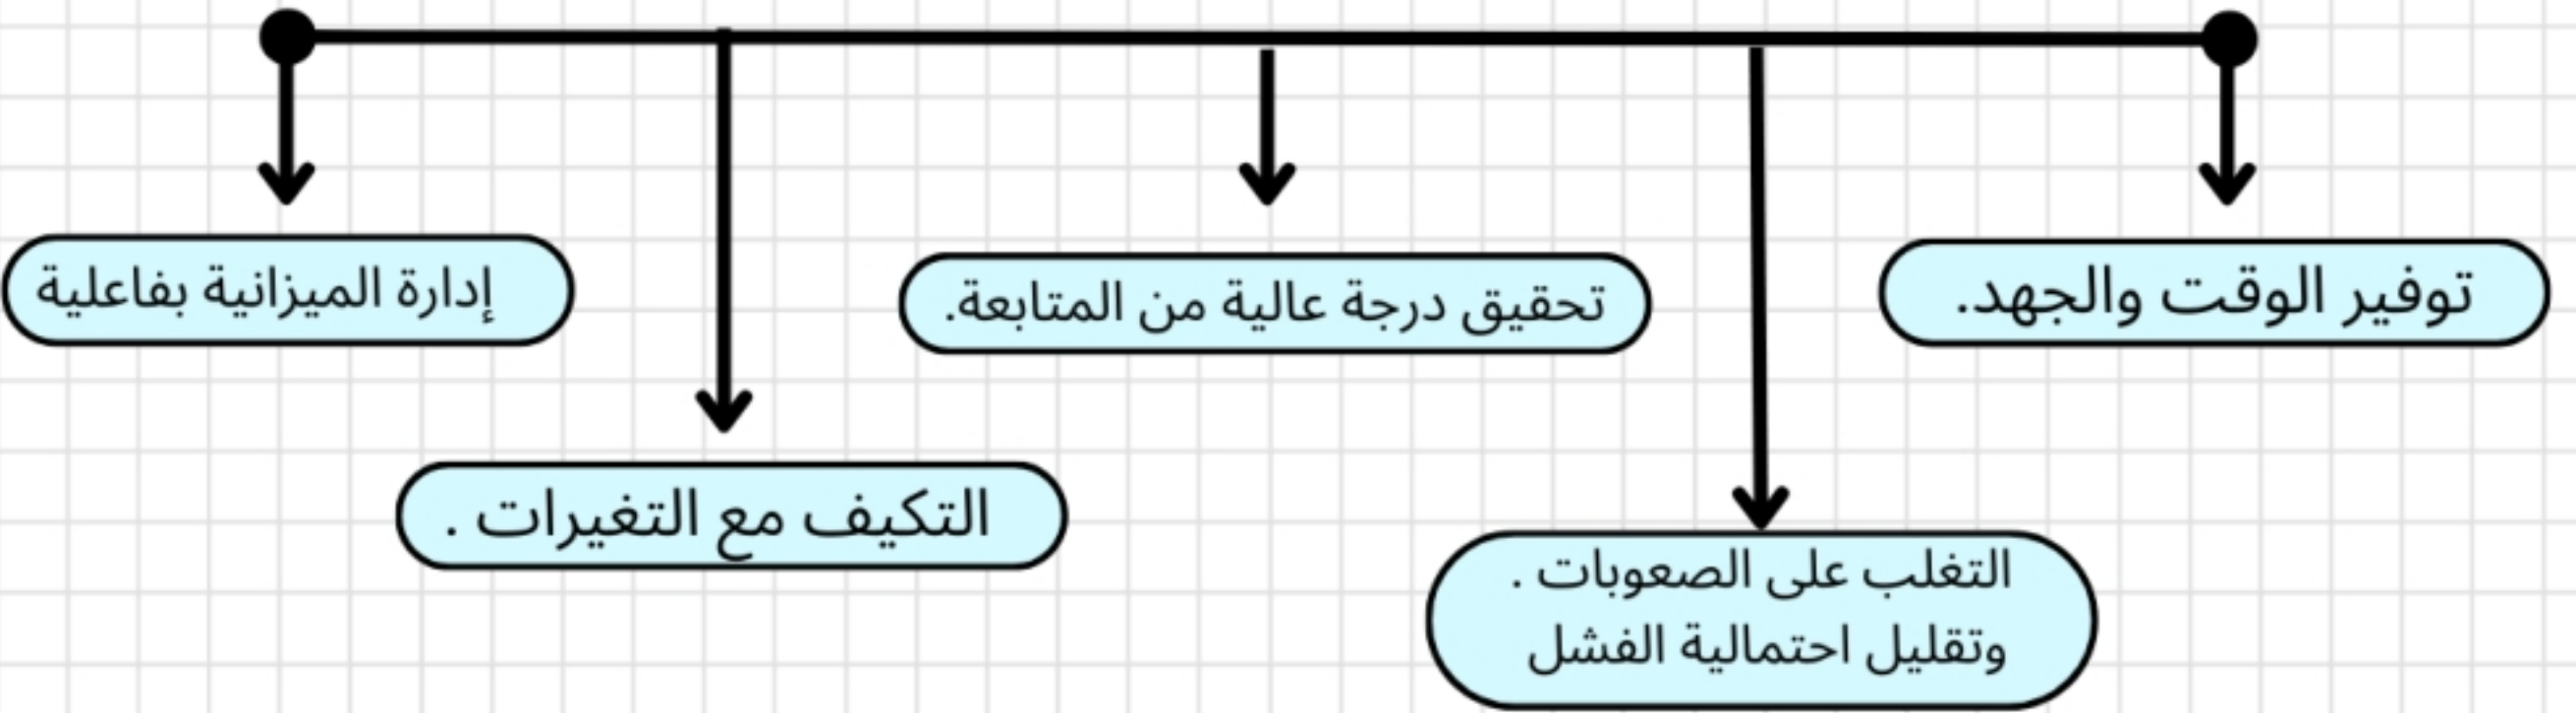 توفير الوقت والجهد.
التغلب على الصعوبات .
وتقليل احتمالية الفشل
تحقيق درجة عالية من المتابعة.
التكيف مع التغيرات .
إدارة الميزانية بفاعلية